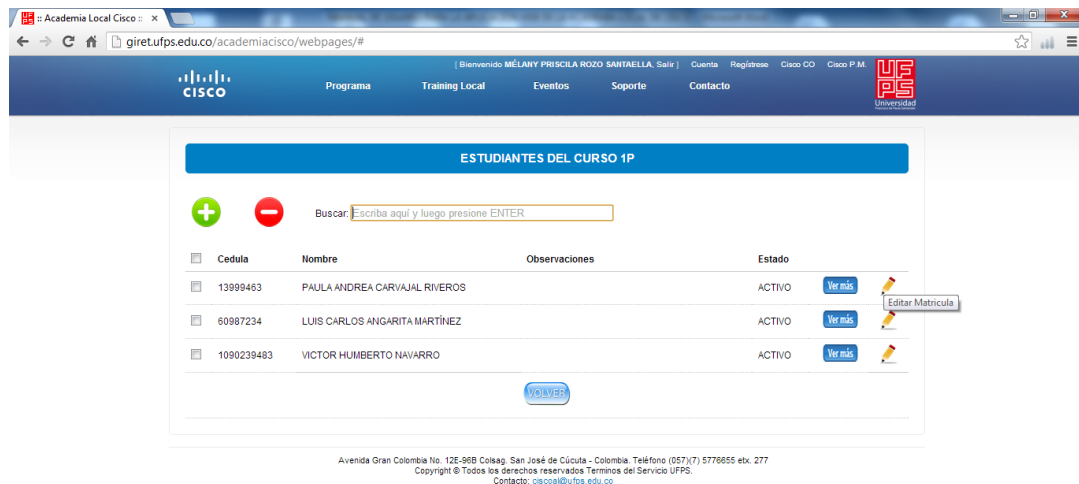 :: Academia Local Cisco :: ×
giret.ufps.edu.co/academiacisco/webpages/#
[ Bienvenido MÉLANY PRISCILA ROZO SANTAELLA, Salir ] Cuenta Regístrese Cisco CO Cisco P.M.
CISCO
Programa Training Local Eventos Soporte Contacto
UFPS
Universidad
ESTUDIANTES DEL CURSO 1P
Buscar: Escriba aquí y luego presione ENTER
Cedula Nombre Observaciones Estado
13999463 PAULA ANDREA CARVAJAL RIVEROS ACTIVO Ver más
Editar Matricula
60987234 LUIS CARLOS ANGARITA MARTÍNEZ ACTIVO Ver más
1090239483 VICTOR HUMBERTO NAVARRO ACTIVO Ver más
VOLVER
Avenida Gran Colombia No. 12E-96B Colsag. San José de Cúcuta - Colombia. Teléfono (057)(7) 5776655 etx. 277
Copyright © Todos los derechos reservados Terminos del Servicio UFPS.
Contacto: ciscoal@ufps.edu.co